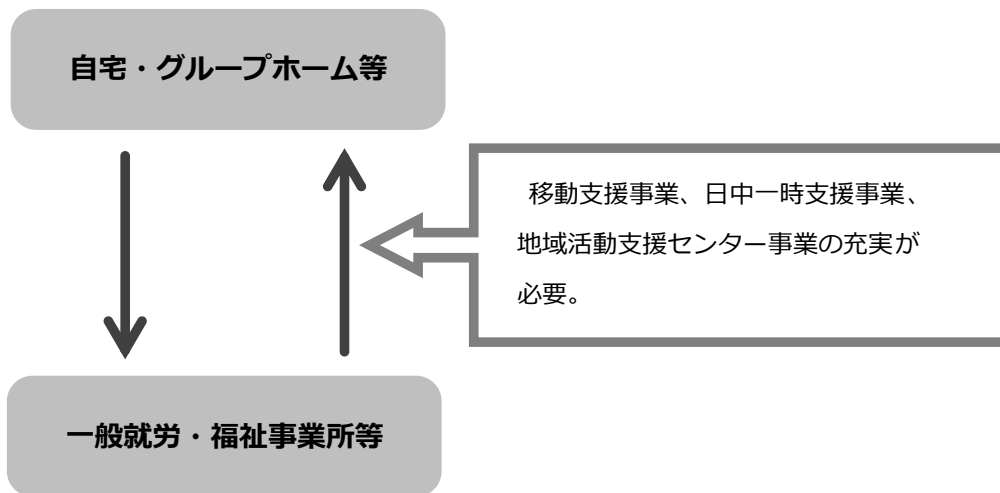 自宅・グループホーム等
移動支援事業、日中一時支援事業、
地域活動支援センター事業の充実が
必要。
一般就労・福祉事業所等